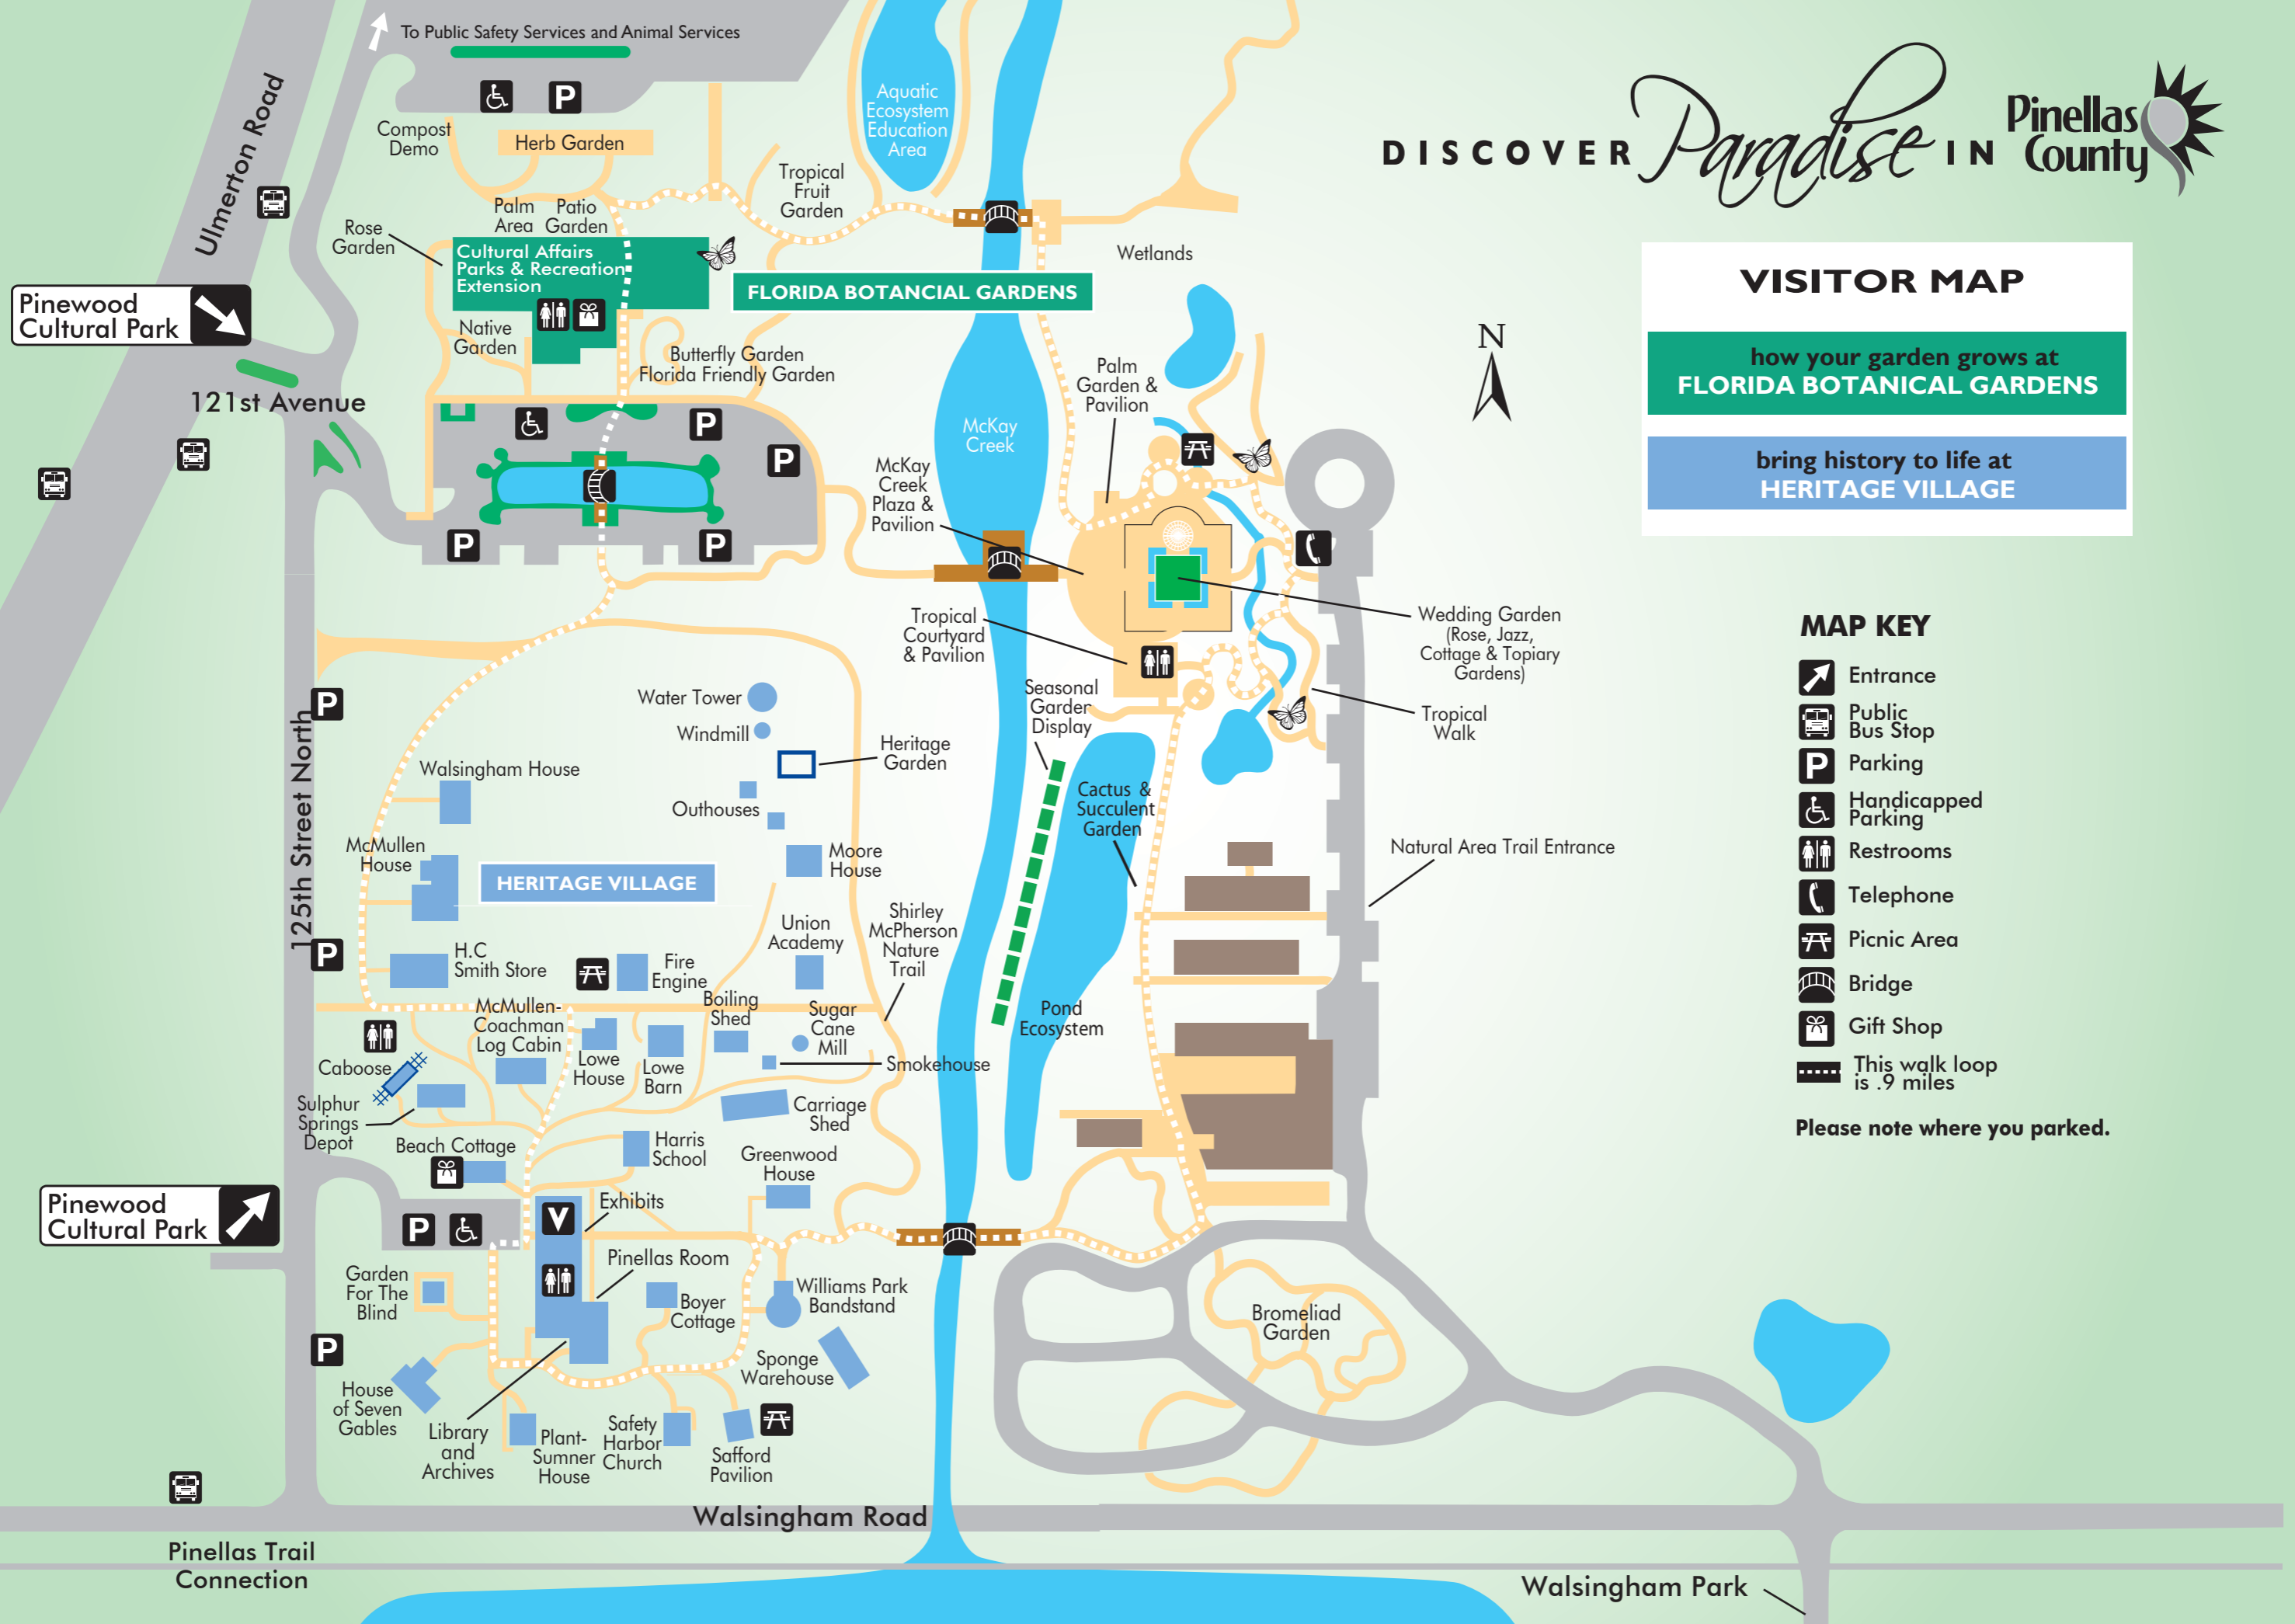 To Public Safety Services and Animal Services
DISCOVER Paradise IN
Pinellas
County
Ulmerton Road
Compost
Demo
Herb Garden
Aquatic
Ecosystem
Education
Area
Tropical
Fruit
Garden
Palm
Area
Patio
Garden
Rose
Garden
Cultural Affairs
Parks & Recreation
Extension
Wetlands
FLORIDA BOTANCIAL GARDENS
Pinewood
Cultural Park
Native
Garden
Butterfly Garden
Florida Friendly Garden
121st Avenue
P
P
P
P
P
McKay
Creek
Palm
Garden &
Pavilion
N
McKay
Creek
Plaza &
Pavilion
VISITOR MAP
how your garden grows at
FLORIDA BOTANICAL GARDENS
bring history to life at
HERITAGE VILLAGE
Tropical
Courtyard
& Pavilion
Wedding Garden
(Rose, Jazz,
Cottage & Topiary
Gardens)
Seasonal
Garden
Display
Tropical
Walk
Water Tower
Windmill
Heritage
Garden
P
125th Street North
Walsingham House
Outhouses
Cactus &
Succulent
Garden
McMullen
House
Moore
House
Natural Area Trail Entrance
HERITAGE VILLAGE
Union
Academy
Shirley
McPherson
Nature
Trail
P
H.C
Smith Store
Fire
Engine
McMullen-
Coachman
Log Cabin
Boiling
Shed
Sugar
Cane
Mill
Pond
Ecosystem
Caboose
Lowe
House
Lowe
Barn
Smokehouse
Sulphur
Springs
Depot
Carriage
Shed
Beach Cottage
Harris
School
Greenwood
House
Pinewood
Cultural Park
P
V
Exhibits
Pinellas Room
Garden
For The
Blind
Boyer
Cottage
Williams Park
Bandstand
Bromeliad
Garden
P
Sponge
Warehouse
House
of Seven
Gables
Library
and
Archives
Plant-
Sumner
House
Safety
Harbor
Church
Safford
Pavilion
Walsingham Road
Pinellas Trail
Connection
Walsingham Park
MAP KEY
Entrance
Public
Bus Stop
P
Parking
Handicapped
Parking
Restrooms
Telephone
Picnic Area
Bridge
Gift Shop
This walk loop
is .9 miles
Please note where you parked.